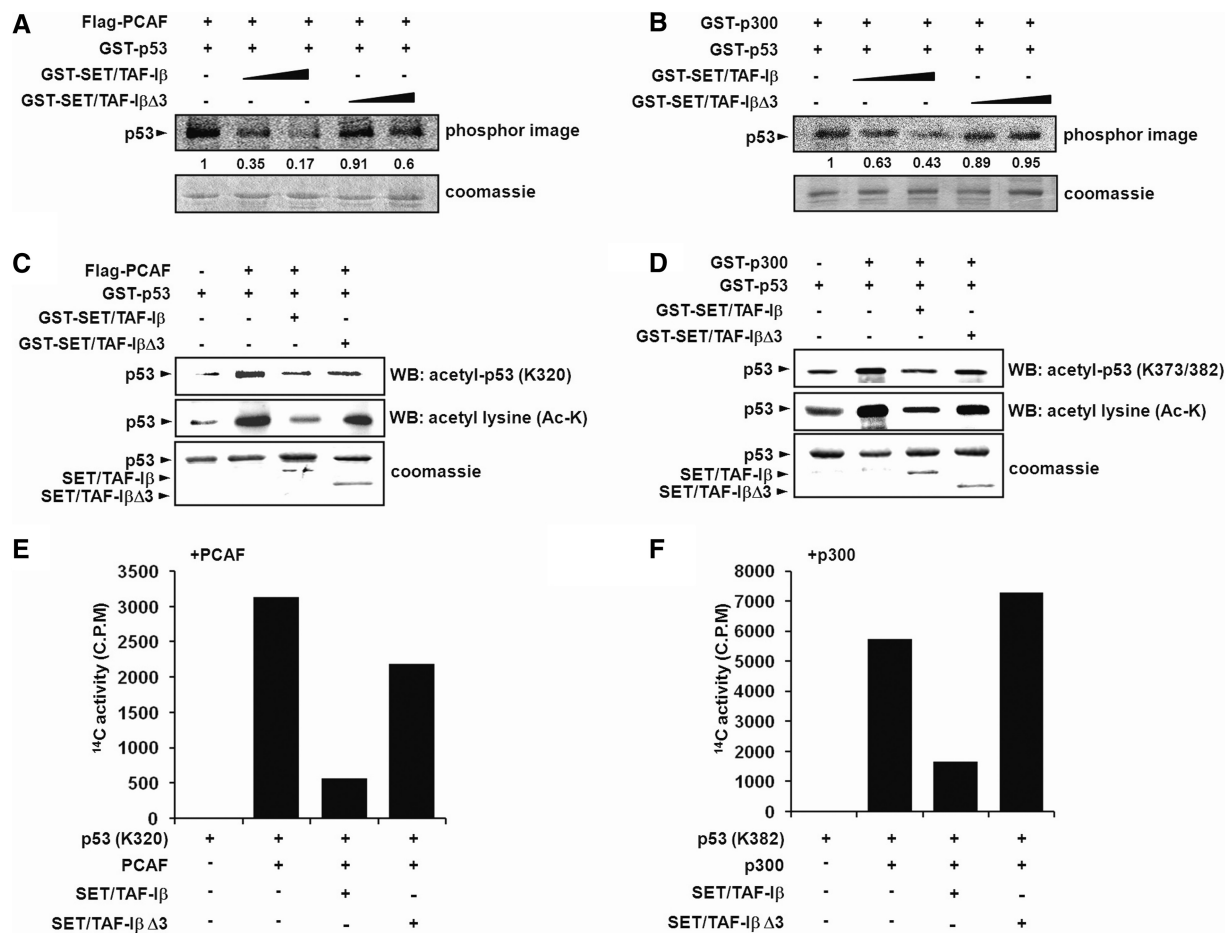 A
Flag-PCAF + + + + +
GST-p53 + + + + +
GST-SET/TAF-Iβ - - -
GST-SET/TAF-IβΔ3 - - -
p53 phosphor image
1 0.35 0.17 0.91 0.6
coomassie
B
GST-p300 + + + + +
GST-p53 + + + + +
GST-SET/TAF-Iβ - - -
GST-SET/TAF-IβΔ3 - - -
p53 phosphor image
1 0.63 0.43 0.89 0.95
coomassie
C
Flag-PCAF - + + +
GST-p53 + + + +
GST-SET/TAF-Iβ - - + -
GST-SET/TAF-IβΔ3 - - - +
p53 WB: acetyl-p53 (K320)
p53 WB: acetyl lysine (Ac-K)
p53
SET/TAF-Iβ coomassie
SET/TAF-IβΔ3
D
GST-p300 - + + +
GST-p53 + + + +
GST-SET/TAF-Iβ - - + -
GST-SET/TAF-IβΔ3 - - - +
p53 WB: acetyl-p53 (K373/382)
p53 WB: acetyl lysine (Ac-K)
p53
SET/TAF-Iβ coomassie
SET/TAF-IβΔ3
E
+PCAF
14C activity (C.P.M)
3500
3000
2500
2000
1500
1000
500
0
p53 (K320) + + + +
PCAF - + + +
SET/TAF-Iβ - - + -
SET/TAF-Iβ Δ3 - - - +
F
+p300
14C activity (C.P.M)
8000
7000
6000
5000
4000
3000
2000
1000
0
p53 (K382) + + + +
p300 - + + +
SET/TAF-Iβ - - + -
SET/TAF-Iβ Δ3 - - - +